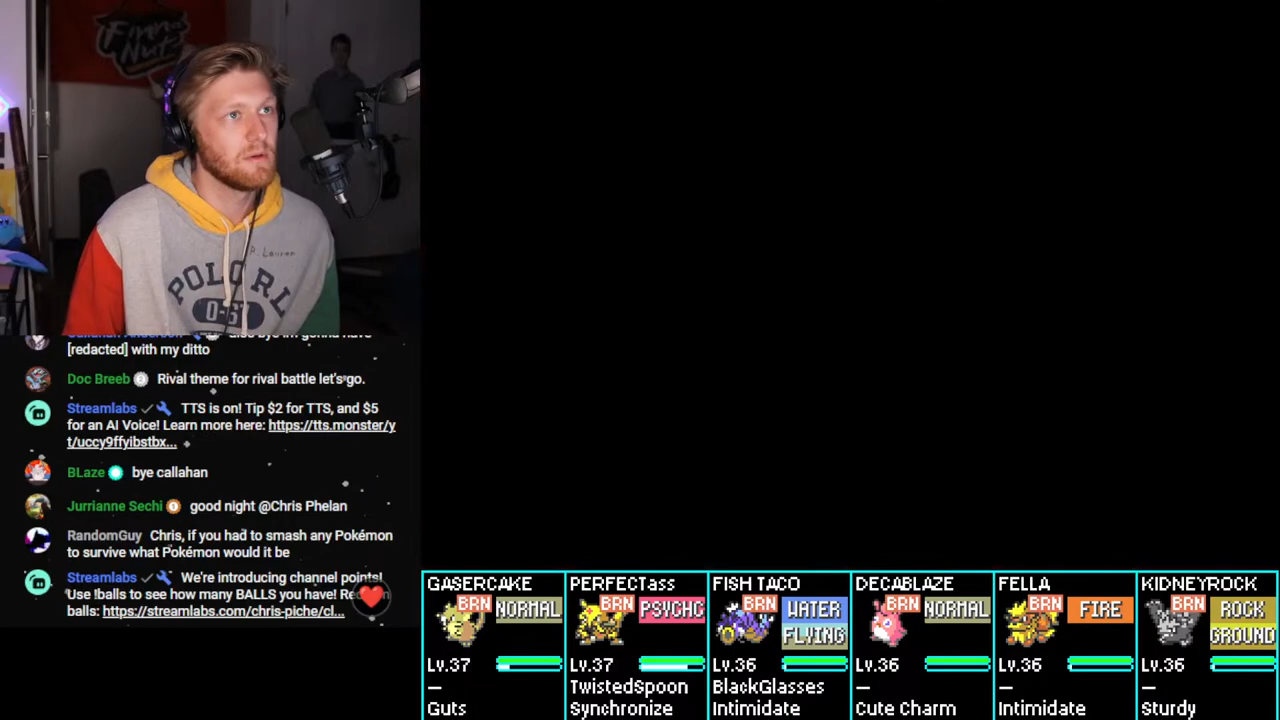 A. Lauren
POLO RL
0-67
[redacted] with my ditto
Doc Breeb Rival theme for rival battle let's go.
Streamlabs TTS is on! Tip $2 for TTS, and $5
for an AI Voice! Learn more here: https://tts.monster/y
t/uccy9ffyibstbx...
BLaze bye callahan
Jurrianne Sechi good night @Chris Phelan
RandomGuy Chris, if you had to smash any Pokémon
to survive what Pokémon would it be
Streamlabs We're introducing channel points!
Use !balls to see how many BALLS you have!
balls: https://streamlabs.com/chris-piche/cl...
GASERCAKE PERFECTass FISH TACO DECABLAZE FELLA KIDNEYROCK
BRN NORMAL BRN PSYCHC BRN WATER BRN NORMAL BRN FIRE BRN ROCK
FLYING GROUND
Lv.37 Lv.37 Lv.36 Lv.36 Lv.36 Lv.36
— TwistedSpoon BlackGlasses — — —
Guts Synchronize Intimidate Cute Charm Intimidate Sturdy